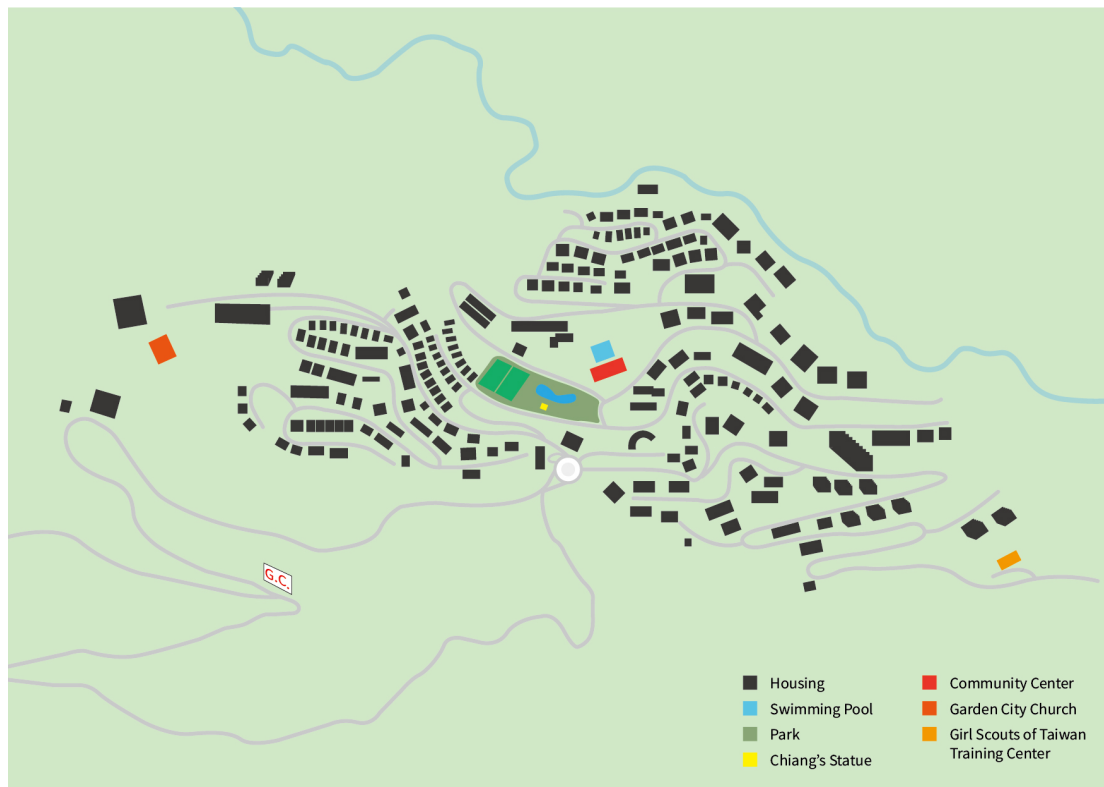 G.C.
Housing
Swimming Pool
Park
Chiang's Statue
Community Center
Garden City Church
Girl Scouts of Taiwan
Training Center